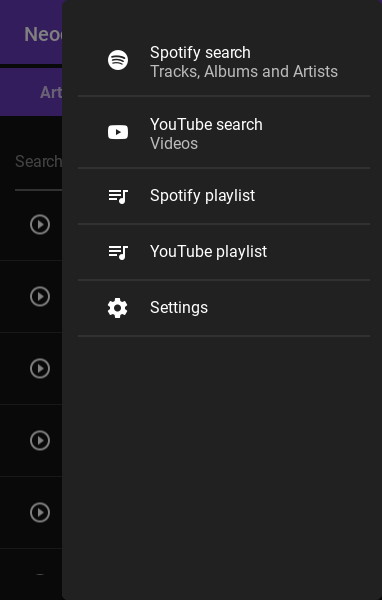 Neo
Art
Search
Spotify search
Tracks, Albums and Artists
YouTube search
Videos
Spotify playlist
YouTube playlist
Settings